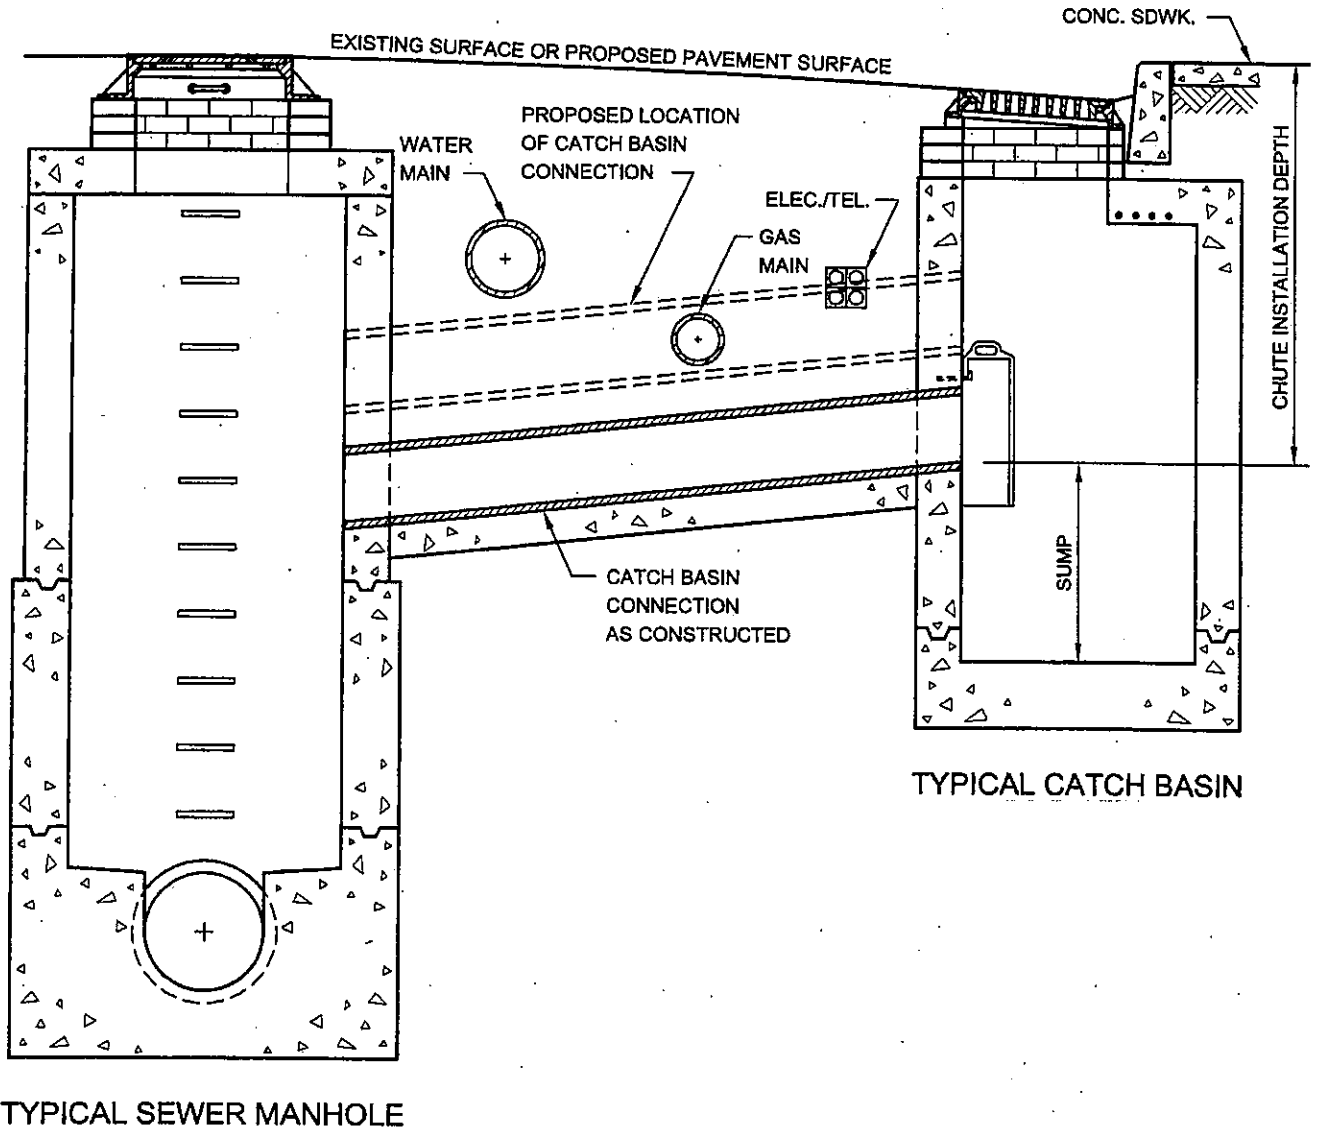 CONC. SDWK.
EXISTING SURFACE OR PROPOSED PAVEMENT SURFACE
PROPOSED LOCATION
OF CATCH BASIN
CONNECTION
WATER
MAIN
ELEC./TEL.
GAS
MAIN
CHUTE INSTALLATION DEPTH
SUMP
CATCH BASIN
CONNECTION
AS CONSTRUCTED
TYPICAL CATCH BASIN
TYPICAL SEWER MANHOLE